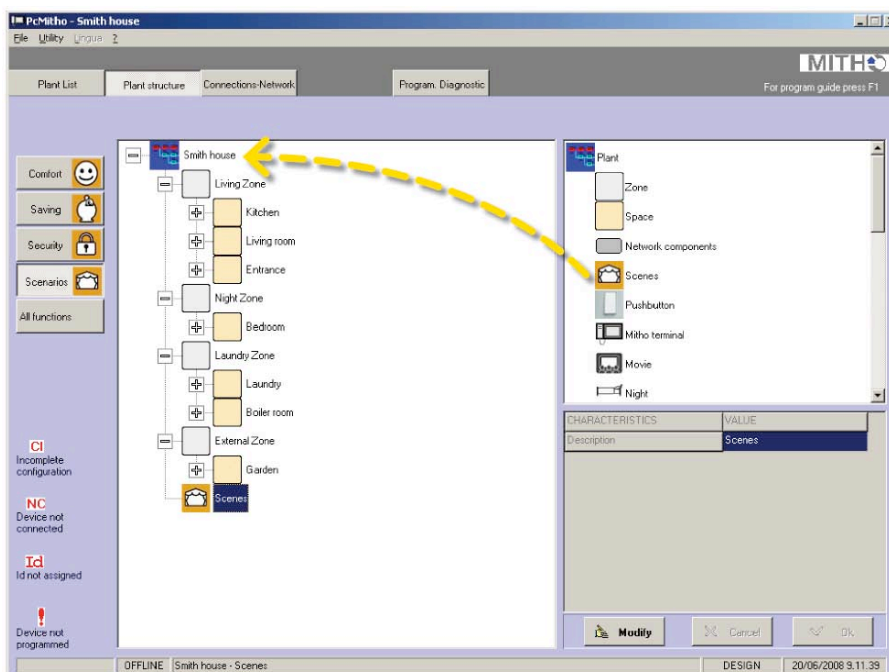 PcMitho - Smith house
File Utility Lingua ?
MITHO
Plant List Plant structure Connections-Network Program. Diagnostic
For program guide press F1
Comfort
Saving
Security
Scenarios
All functions
CI
Incomplete
configuration
NC
Device not
connected
Id
Id not assigned
!
Device not
programmed
Smith house
Living Zone
Kitchen
Living room
Entrance
Night Zone
Bedroom
Laundry Zone
Laundry
Boiler room
External Zone
Garden
Scenes
Plant
Zone
Space
Network components
Scenes
Pushbutton
Mitho terminal
Movie
Night
CHARACTERISTICS VALUE
Description Scenes
Modify Cancel Ok
OFFLINE Smith house - Scenes DESIGN 20/06/2008 9.11.39